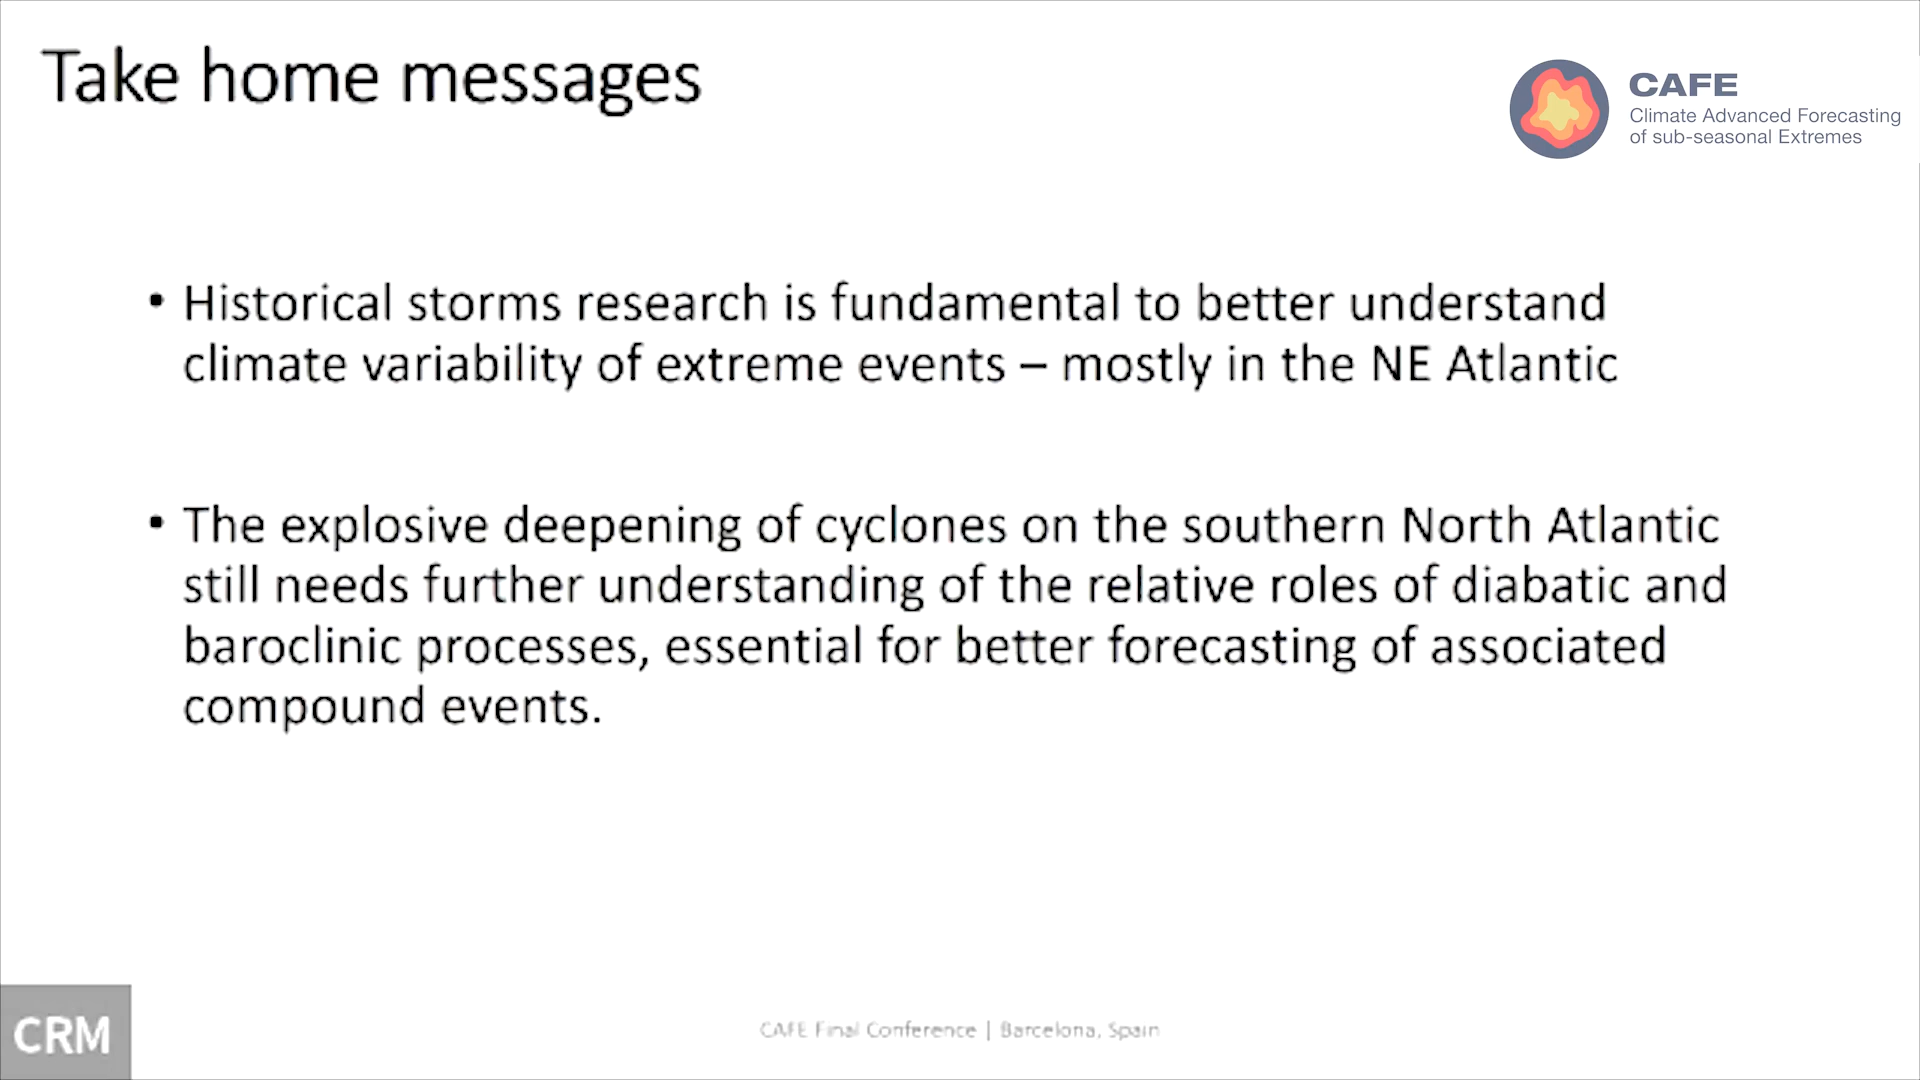 Take home messages
CAFE
Climate Advanced Forecasting
of sub-seasonal Extremes
• Historical storms research is fundamental to better understand
climate variability of extreme events – mostly in the NE Atlantic
• The explosive deepening of cyclones on the southern North Atlantic
still needs further understanding of the relative roles of diabatic and
baroclinic processes, essential for better forecasting of associated
compound events.
CRM
CAFE Final Conference | Barcelona, Spain